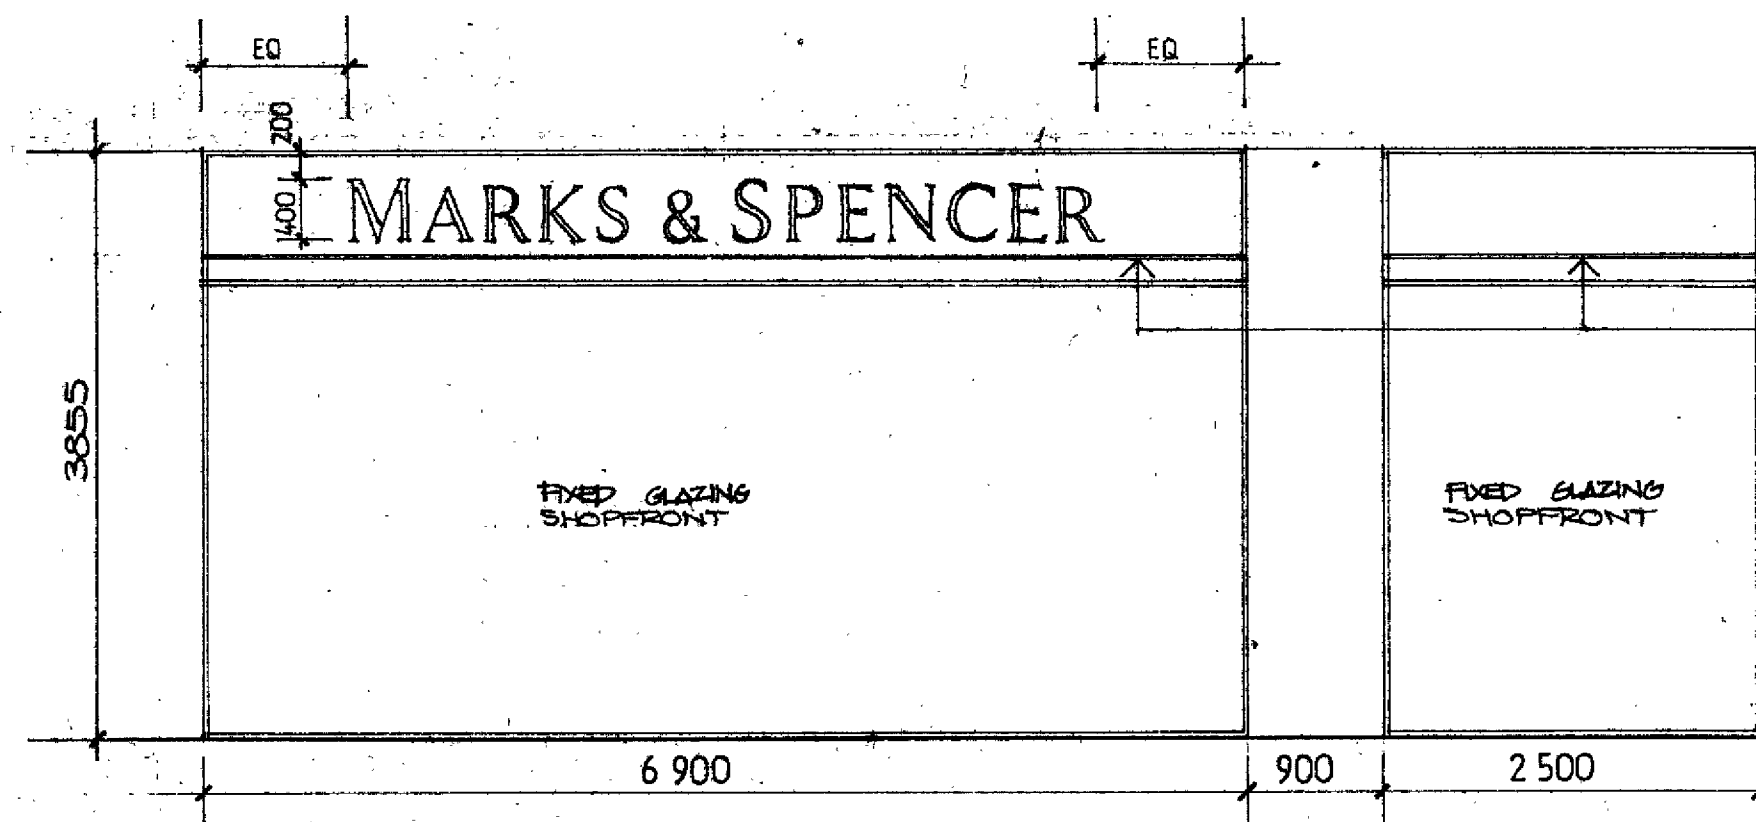 EQ
EQ
200
400
MARKS & SPENCER
3855
FIXED GLAZING
SHOPFRONT
FIXED GLAZING
SHOPFRONT
6 900
900
2 500